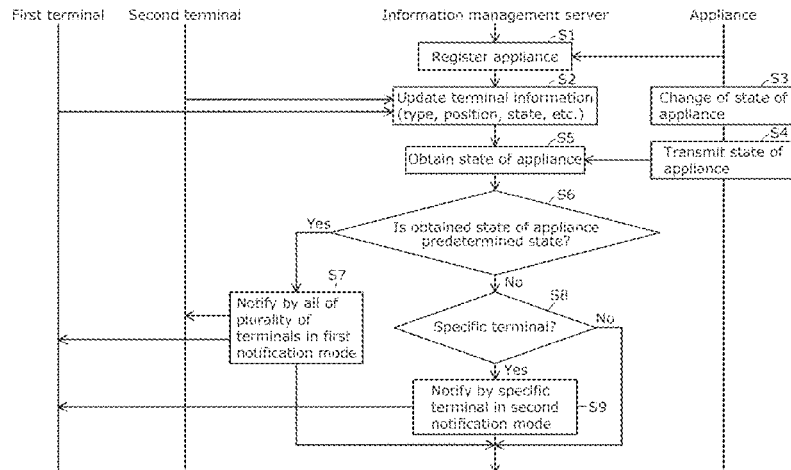 First terminal
Second terminal
Information management server
Appliance
S1
Register appliance
S2
Update terminal information
(type, position, state, etc.)
S3
Change of state of
appliance
S4
Transmit state of
appliance
S5
Obtain state of appliance
S6
Is obtained state of appliance
predetermined state?
Yes
No
S7
Notify by all of
plurality of
terminals in first
notification mode
S8
Specific terminal?
No
Yes
Notify by specific
terminal in second
notification mode
S9